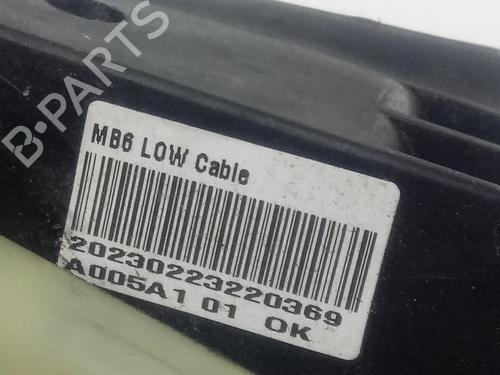 B-PARTS
MB6 LOW Cable
20230223220369
A005A1 01 OK